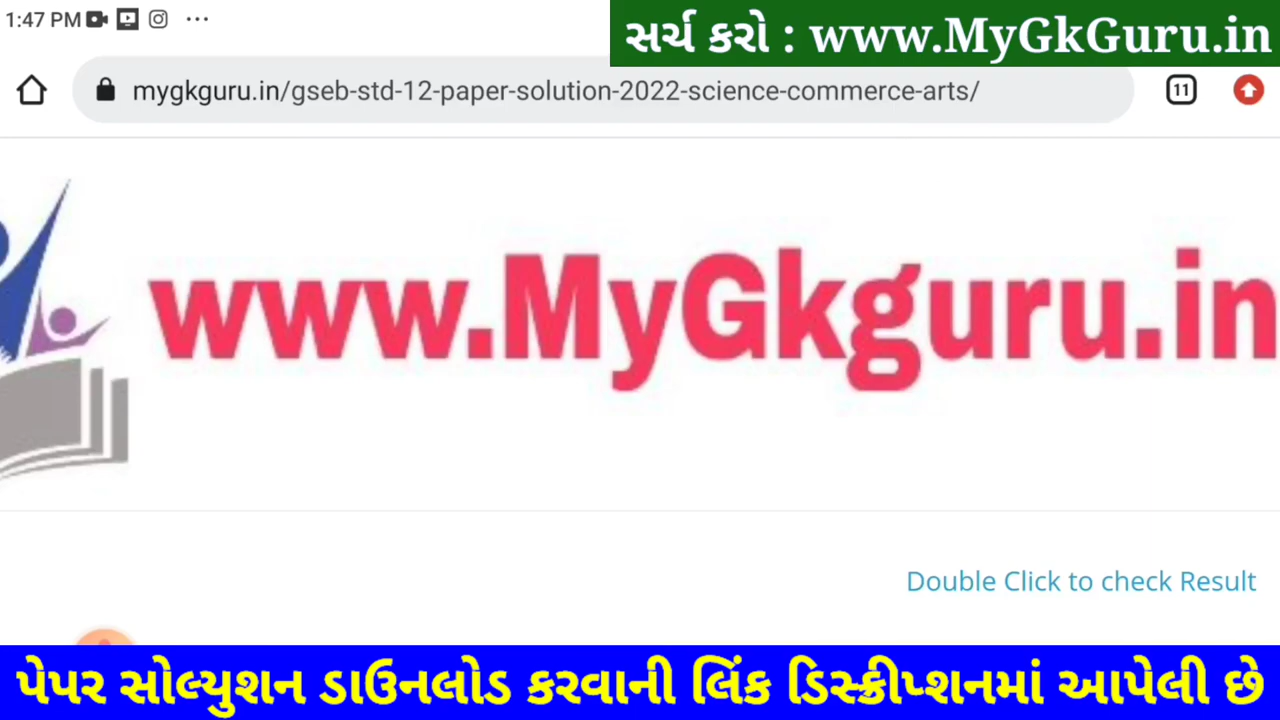 1:47 PM
સર્ચ કરો : www.MyGkGuru.in
mygkguru.in/gseb-std-12-paper-solution-2022-science-commerce-arts/
11
www.MyGkguru.in
Double Click to check Result
પેપર સોલ્યુશન ડાઉનલોડ કરવાની લિંક ડિસ્ક્રીપ્શનમાં આપેલી છે